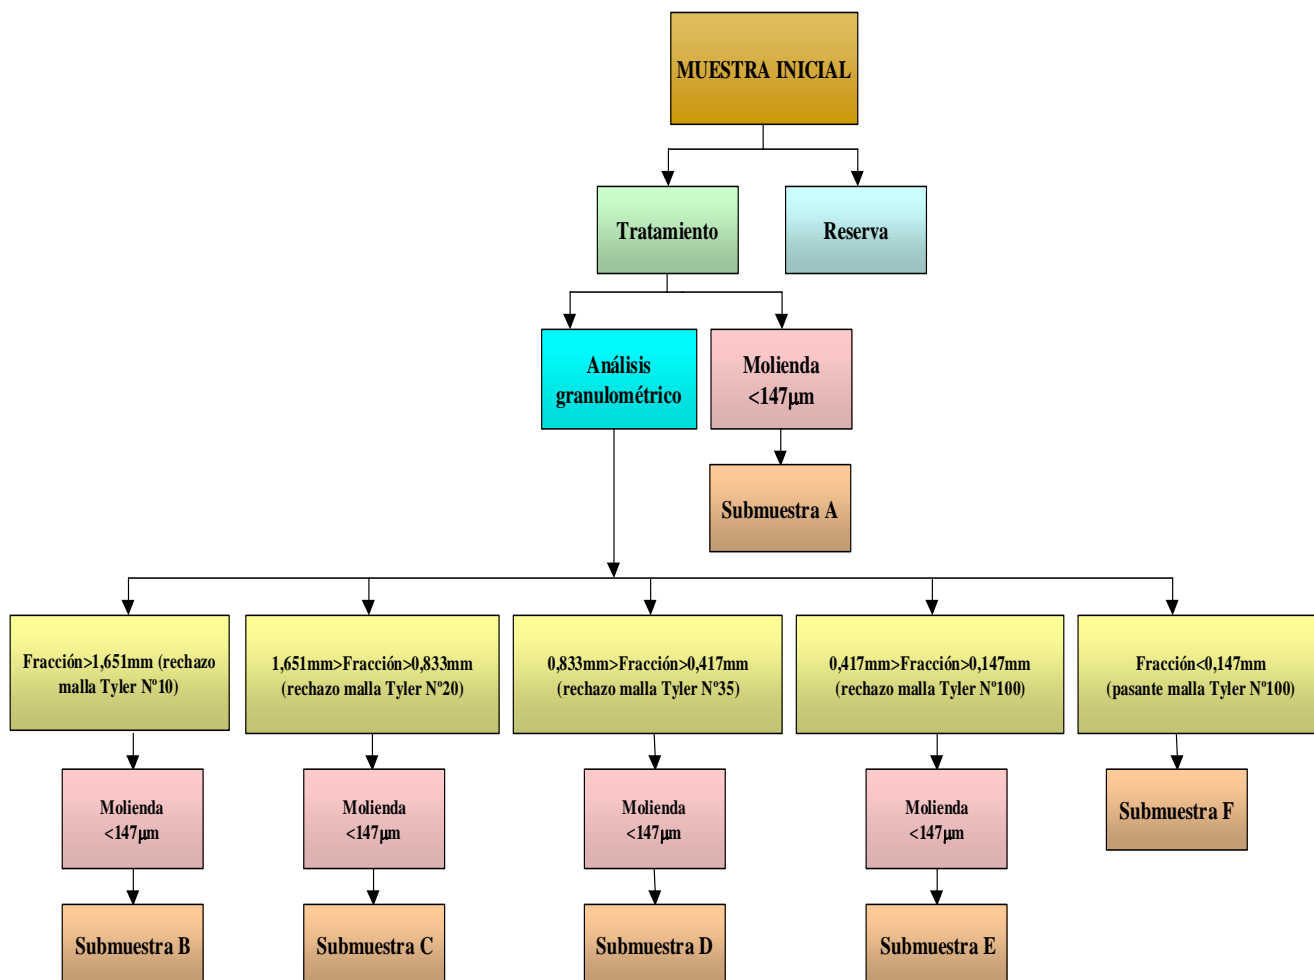 MUESTRA INICIAL
Tratamiento
Reserva
Análisis
granulométrico
Molienda
<147µm
Submuestra A
Fracción>1,651mm (rechazo
malla Tyler Nº10)
1,651mm>Fracción>0,833mm
(rechazo malla Tyler Nº20)
0,833mm>Fracción>0,417mm
(rechazo malla Tyler Nº35)
0,417mm>Fracción>0,147mm
(rechazo malla Tyler Nº100)
Fracción<0,147mm
(pasante malla Tyler Nº100)
Molienda
<147µm
Molienda
<147µm
Molienda
<147µm
Molienda
<147µm
Submuestra F
Submuestra B
Submuestra C
Submuestra D
Submuestra E